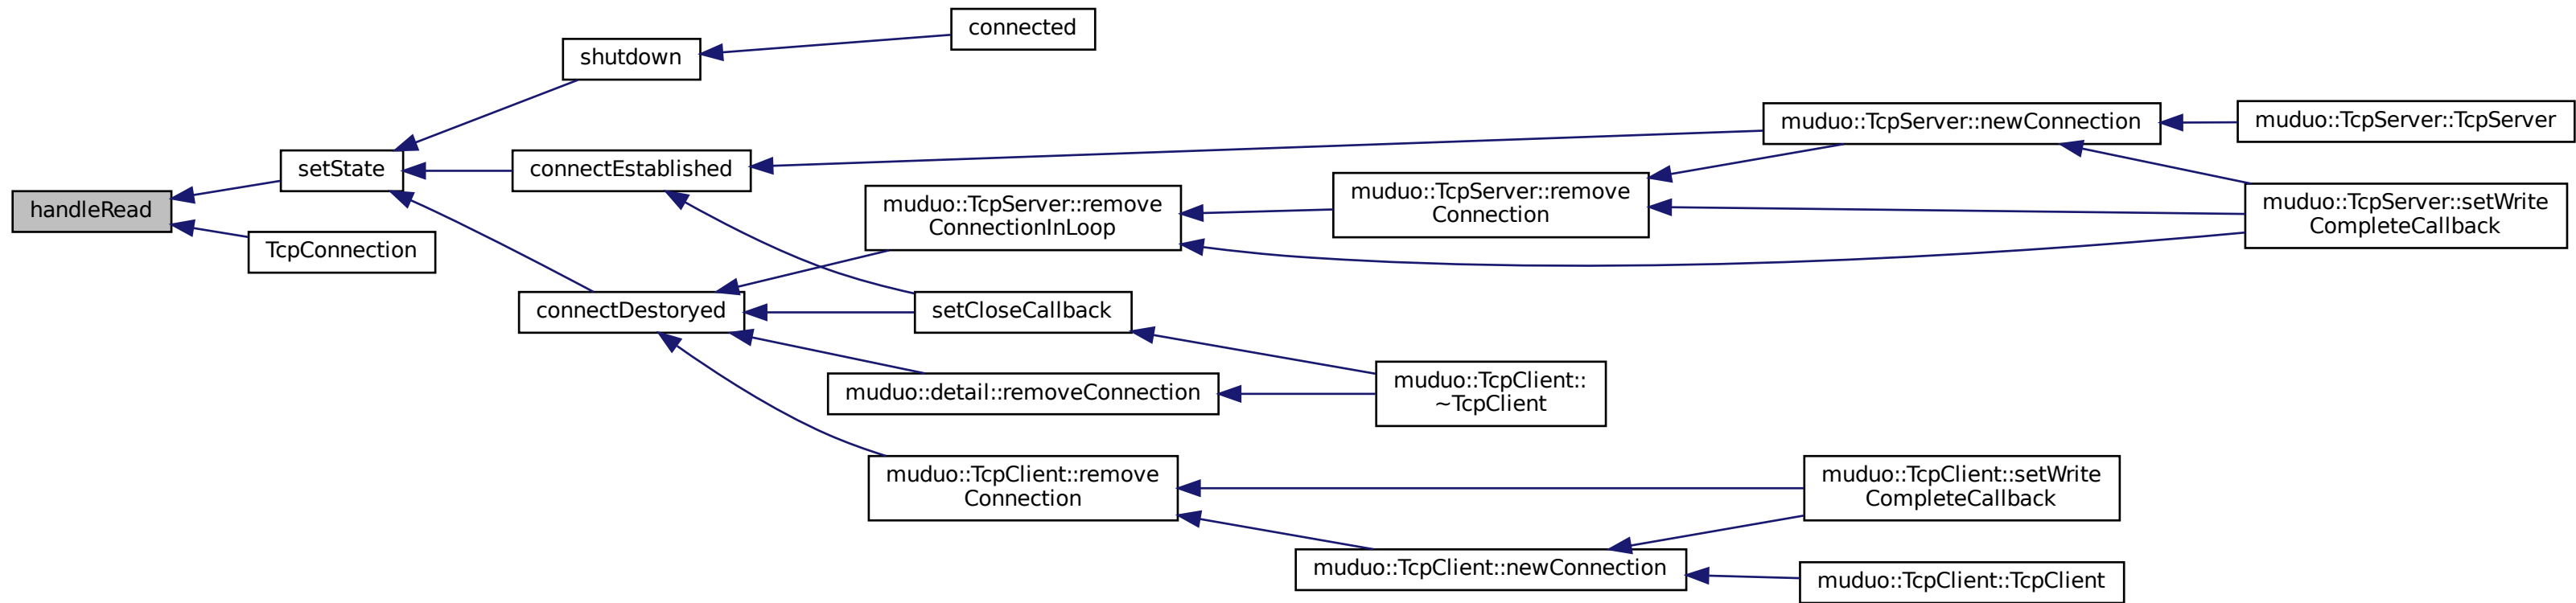 connected
shutdown
muduo::TcpServer::newConnection
muduo::TcpServer::TcpServer
setState
connectEstablished
handleRead
muduo::TcpServer::remove
ConnectionInLoop
muduo::TcpServer::remove
Connection
muduo::TcpServer::setWrite
CompleteCallback
TcpConnection
connectDestoryed
setCloseCallback
muduo::detail::removeConnection
muduo::TcpClient::
~TcpClient
muduo::TcpClient::remove
Connection
muduo::TcpClient::setWrite
CompleteCallback
muduo::TcpClient::newConnection
muduo::TcpClient::TcpClient